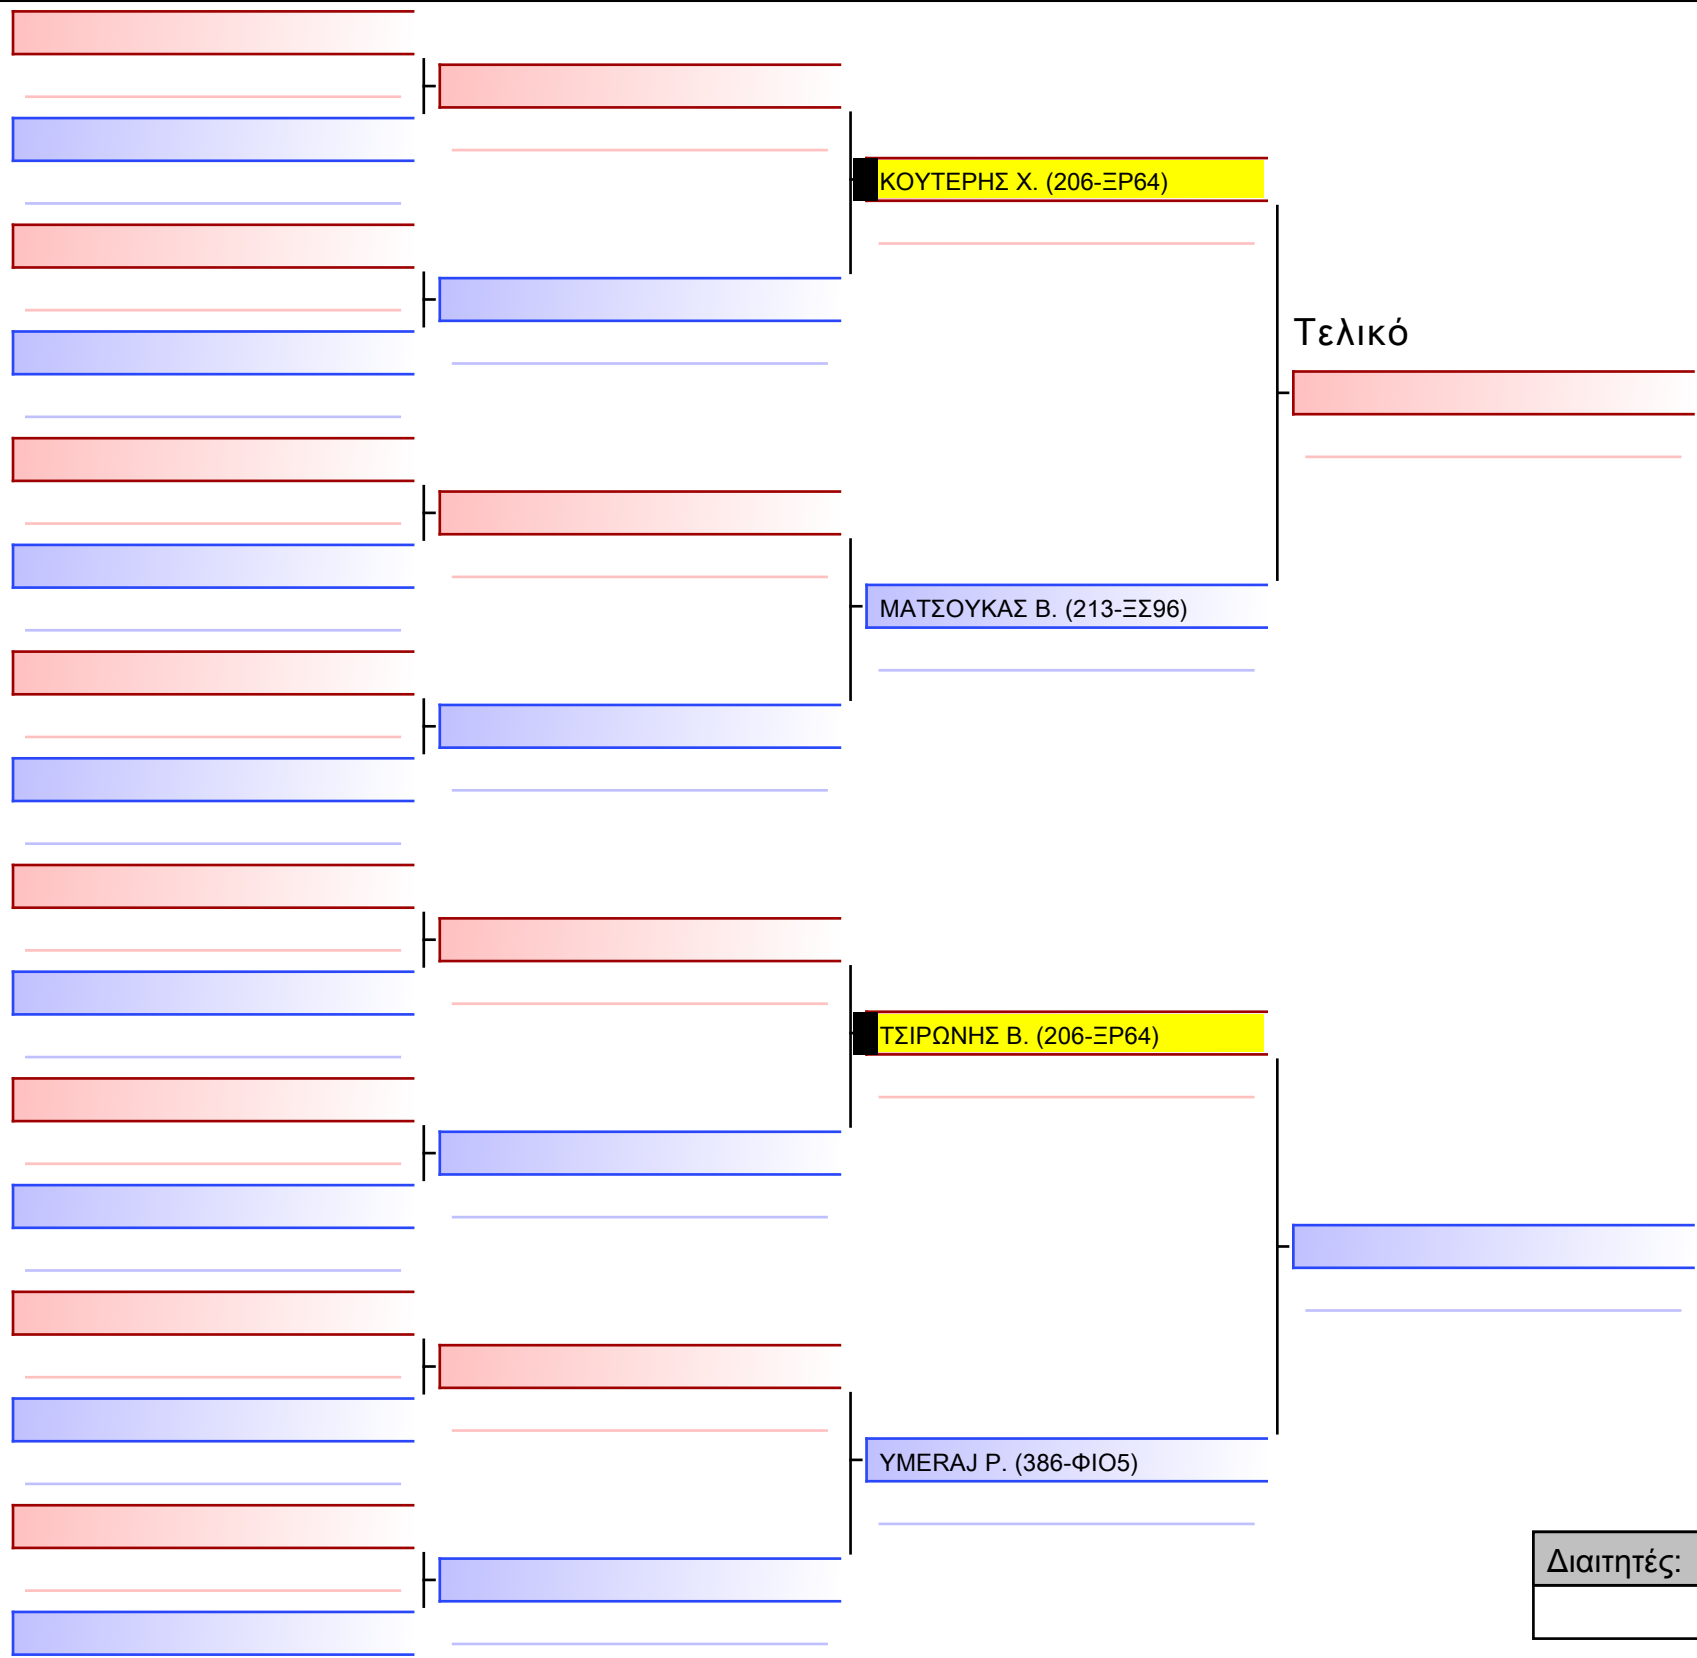 ΚΟΥΤΕΡΗΣ Χ. (206-ΞΡ64)
Τελικό
ΜΑΤΣΟΥΚΑΣ Β. (213-ΞΣ96)
ΤΣΙΡΩΝΗΣ Β. (206-ΞΡ64)
YMERAJ P. (386-ΦΙΟ5)
Διαιτητές: